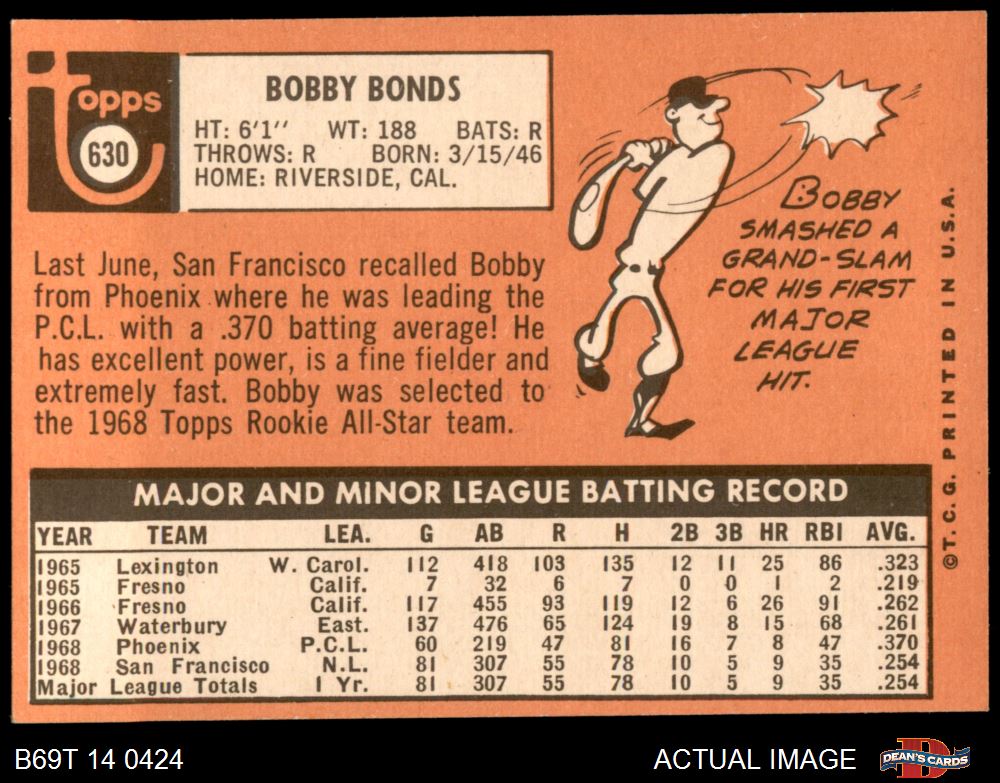 Topps
630
BOBBY BONDS
HT: 6'1'' WT: 188 BATS: R
THROWS: R BORN: 3/15/46
HOME: RIVERSIDE, CAL.
Last June, San Francisco recalled Bobby
from Phoenix where he was leading the
P.C.L. with a .370 batting average! He
has excellent power, is a fine fielder and
extremely fast. Bobby was selected to
the 1968 Topps Rookie All-Star team.
BOBBY
SMASHED A
GRAND-SLAM
FOR HIS FIRST
MAJOR
LEAGUE
HIT.
©T.C.G. PRINTED IN U.S.A.
MAJOR AND MINOR LEAGUE BATTING RECORD
YEAR TEAM LEA. G AB R H 2B 3B HR RBI AVG.
1965 Lexington W. Carol. 112 418 103 135 12 11 25 86 .323
1965 Fresno Calif. 7 32 6 7 0 0 1 2 .219
1966 Fresno Calif. 117 455 93 119 12 6 26 91 .262
1967 Waterbury East. 137 476 65 124 19 8 15 68 .261
1968 Phoenix P.C.L. 60 219 47 81 16 7 8 47 .370
1968 San Francisco N.L. 81 307 55 78 10 5 9 35 .254
Major League Totals 1 Yr. 81 307 55 78 10 5 9 35 .254
B69T 14 0424 ACTUAL IMAGE DEAN'S CARDS